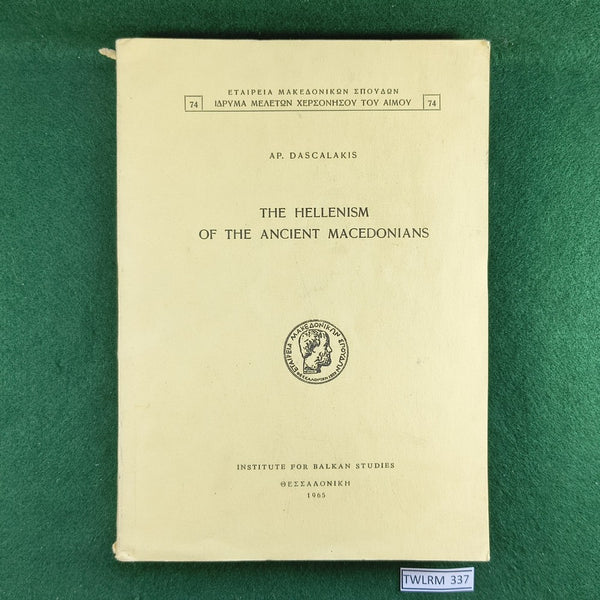 ΕΤΑΙΡΕΙΑ ΜΑΚΕΔΟΝΙΚΩΝ ΣΠΟΥΔΩΝ
74 ΙΔΡΥΜΑ ΜΕΛΕΤΩΝ ΧΕΡΣΟΝΗΣΟΥ ΤΟΥ ΑΙΜΟΥ 74
AP. DASCALAKIS
THE HELLENISM
OF THE ANCIENT MACEDONIANS
ΕΤΑΙΡΕΙΑ ΜΑΚΕΔΟΝΙΚΩΝ ΣΠΟΥΔΩΝ
INSTITUTE FOR BALKAN STUDIES
ΘΕΣΣΑΛΟΝΙΚΗ
1965
TWLRM 337